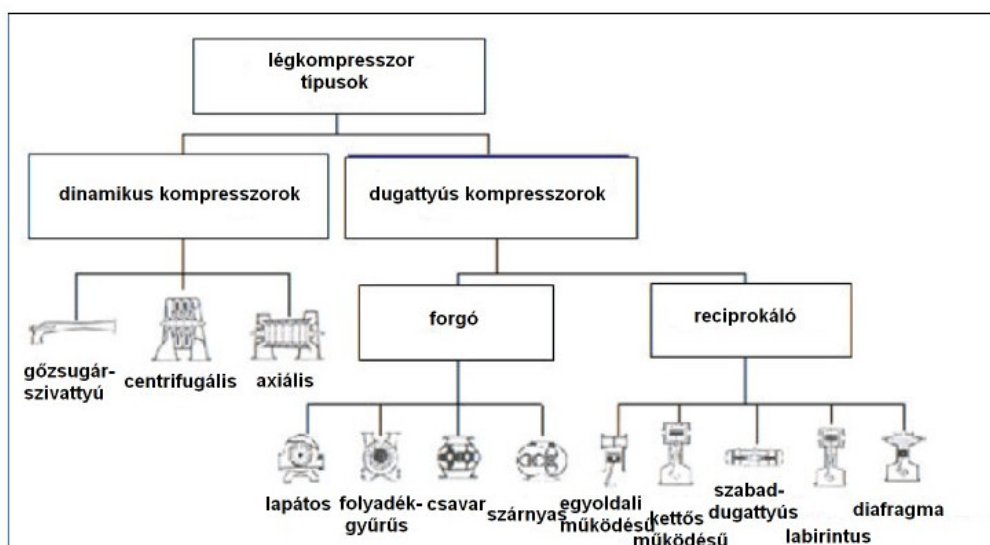 légkompresszor
típusok
dinamikus kompresszorok
dugattyús kompresszorok
gőzsugár-
szivattyú
centrifugális
axiális
forgó
reciprokáló
lapátos
folyadék-
gyűrűs
csavar
szárnyas
egyoldali
működésű
kettős
működésű
szabad-
dugattyús
labirintus
diafragma